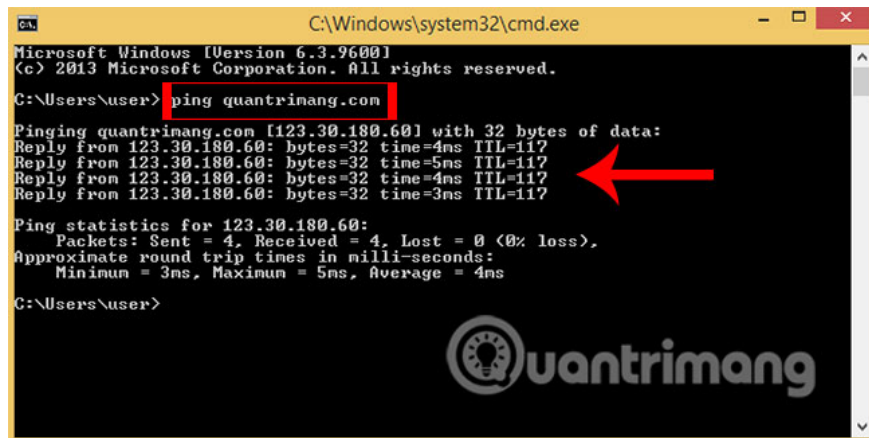 C:\Windows\system32\cmd.exe
Microsoft Windows [Version 6.3.9600]
(c) 2013 Microsoft Corporation. All rights reserved.
C:\Users\user> ping quantrimang.com
Pinging quantrimang.com [123.30.180.60] with 32 bytes of data:
Reply from 123.30.180.60: bytes=32 time=4ms TTL=117
Reply from 123.30.180.60: bytes=32 time=5ms TTL=117
Reply from 123.30.180.60: bytes=32 time=4ms TTL=117
Reply from 123.30.180.60: bytes=32 time=3ms TTL=117
Ping statistics for 123.30.180.60:
Packets: Sent = 4, Received = 4, Lost = 0 (0% loss),
Approximate round trip times in milli-seconds:
Minimum = 3ms, Maximum = 5ms, Average = 4ms
C:\Users\user>
Quantrimang